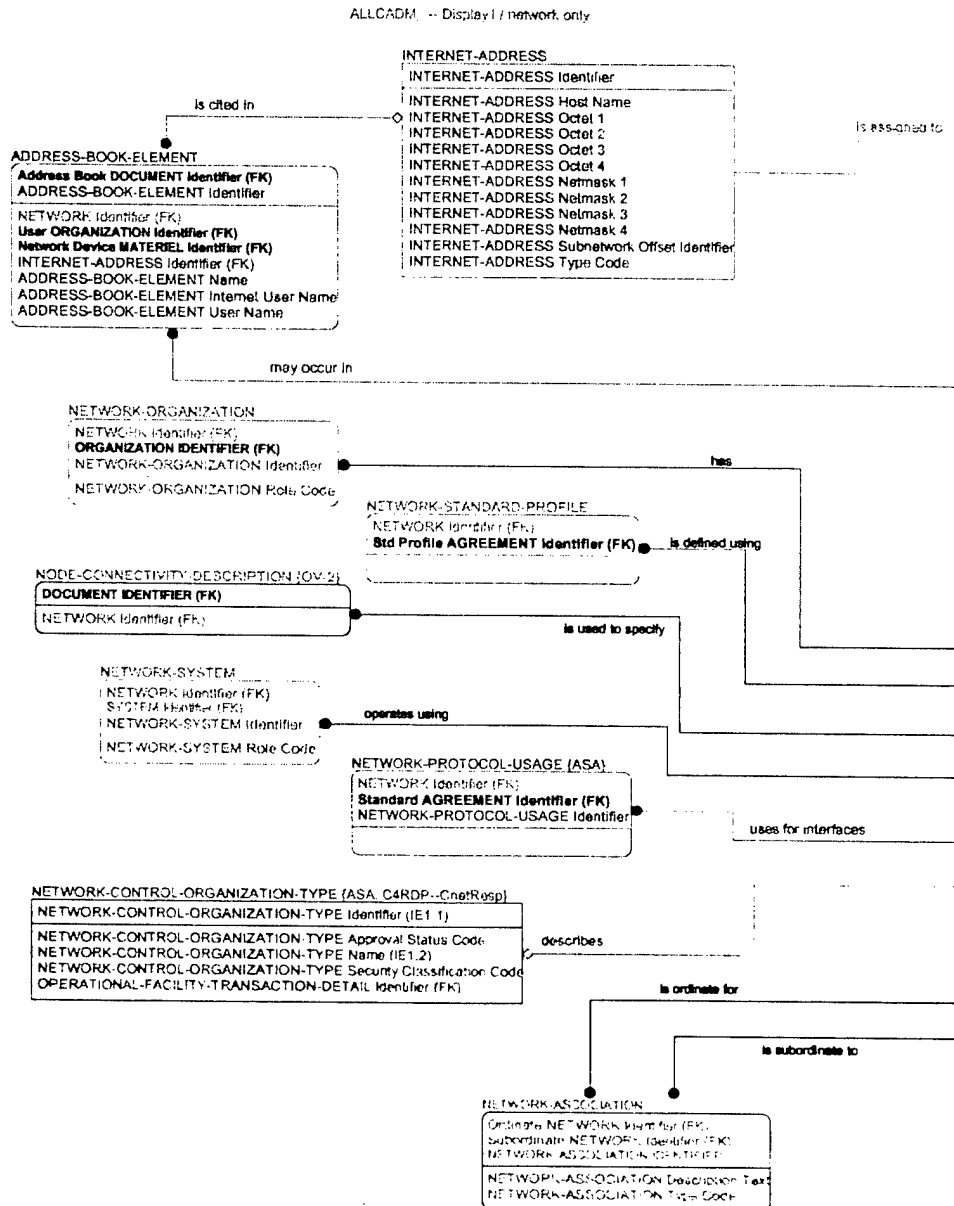 ALLCADM -- Display / network only
INTERNET-ADDRESS
INTERNET-ADDRESS Identifier
INTERNET-ADDRESS Host Name
INTERNET-ADDRESS Octet 1
INTERNET-ADDRESS Octet 2
INTERNET-ADDRESS Octet 3
INTERNET-ADDRESS Octet 4
INTERNET-ADDRESS Netmask 1
INTERNET-ADDRESS Netmask 2
INTERNET-ADDRESS Netmask 3
INTERNET-ADDRESS Netmask 4
INTERNET-ADDRESS Subnetwork Offset Identifier
INTERNET-ADDRESS Type Code
is cited in
is assigned to
ADDRESS-BOOK-ELEMENT
Address Book DOCUMENT Identifier (FK)
ADDRESS-BOOK-ELEMENT Identifier
NETWORK Identifier (FK)
User ORGANIZATION Identifier (FK)
Network Device MATERIEL Identifier (FK)
INTERNET-ADDRESS Identifier (FK)
ADDRESS-BOOK-ELEMENT Name
ADDRESS-BOOK-ELEMENT Internet User Name
ADDRESS-BOOK-ELEMENT User Name
may occur in
NETWORK-ORGANIZATION
NETWORK Identifier (FK)
ORGANIZATION IDENTIFIER (FK)
NETWORK-ORGANIZATION Identifier
NETWORK-ORGANIZATION Role Code
has
NETWORK-STANDARD-PROFILE
NETWORK Identifier (FK)
Std Profile AGREEMENT Identifier (FK)
is defined using
NODE-CONNECTIVITY-DESCRIPTION (OV-2)
DOCUMENT IDENTIFIER (FK)
NETWORK Identifier (FK)
is used to specify
NETWORK-SYSTEM
NETWORK Identifier (FK)
SYSTEM Identifier (FK)
NETWORK-SYSTEM Identifier
NETWORK-SYSTEM Role Code
operates using
NETWORK-PROTOCOL-USAGE (ASA)
NETWORK Identifier (FK)
Standard AGREEMENT Identifier (FK)
NETWORK-PROTOCOL-USAGE Identifier
uses for interfaces
NETWORK-CONTROL-ORGANIZATION-TYPE (ASA, C4RDP--CnetResp)
NETWORK-CONTROL-ORGANIZATION-TYPE Identifier (IE1.1)
NETWORK-CONTROL-ORGANIZATION-TYPE Approval Status Code
NETWORK-CONTROL-ORGANIZATION-TYPE Name (IE1.2)
NETWORK-CONTROL-ORGANIZATION-TYPE Security Classification Code
OPERATIONAL-FACILITY-TRANSACTION-DETAIL Identifier (FK)
describes
is ordinate for
is subordinate to
NETWORK-ASSOCIATION
Ordinate NETWORK Identifier (FK)
Subordinate NETWORK Identifier (FK)
NETWORK-ASSOCIATION IDENTIFIER
NETWORK-ASSOCIATION Description Text
NETWORK-ASSOCIATION Type Code